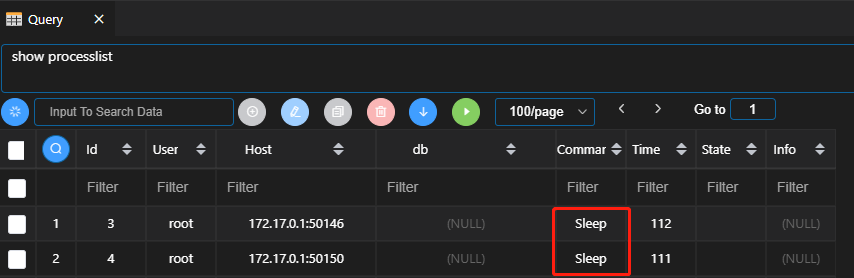 Query
show processlist
Input To Search Data 100/page Go to 1
Id User Host db Commar Time State Info
Filter Filter Filter Filter Filter Filter Filter
1 3 root 172.17.0.1:50146 (NULL) Sleep 112 (NULL)
2 4 root 172.17.0.1:50150 (NULL) Sleep 111 (NULL)